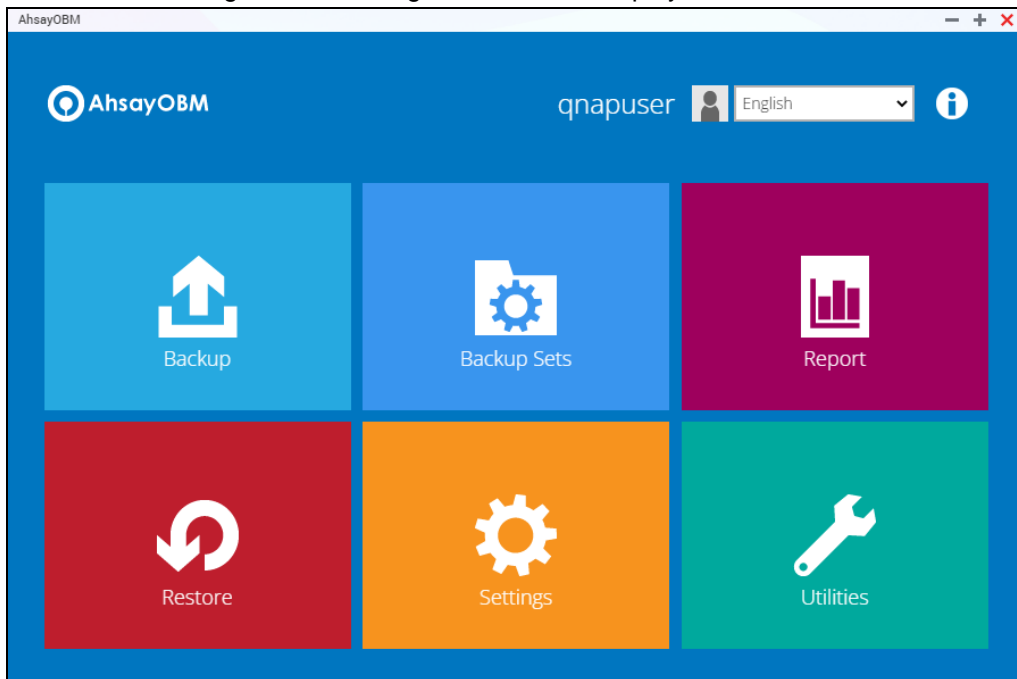 AhsayOBM
AhsayOBM
qnapuser
English
Backup
Backup Sets
Report
Restore
Settings
Utilities